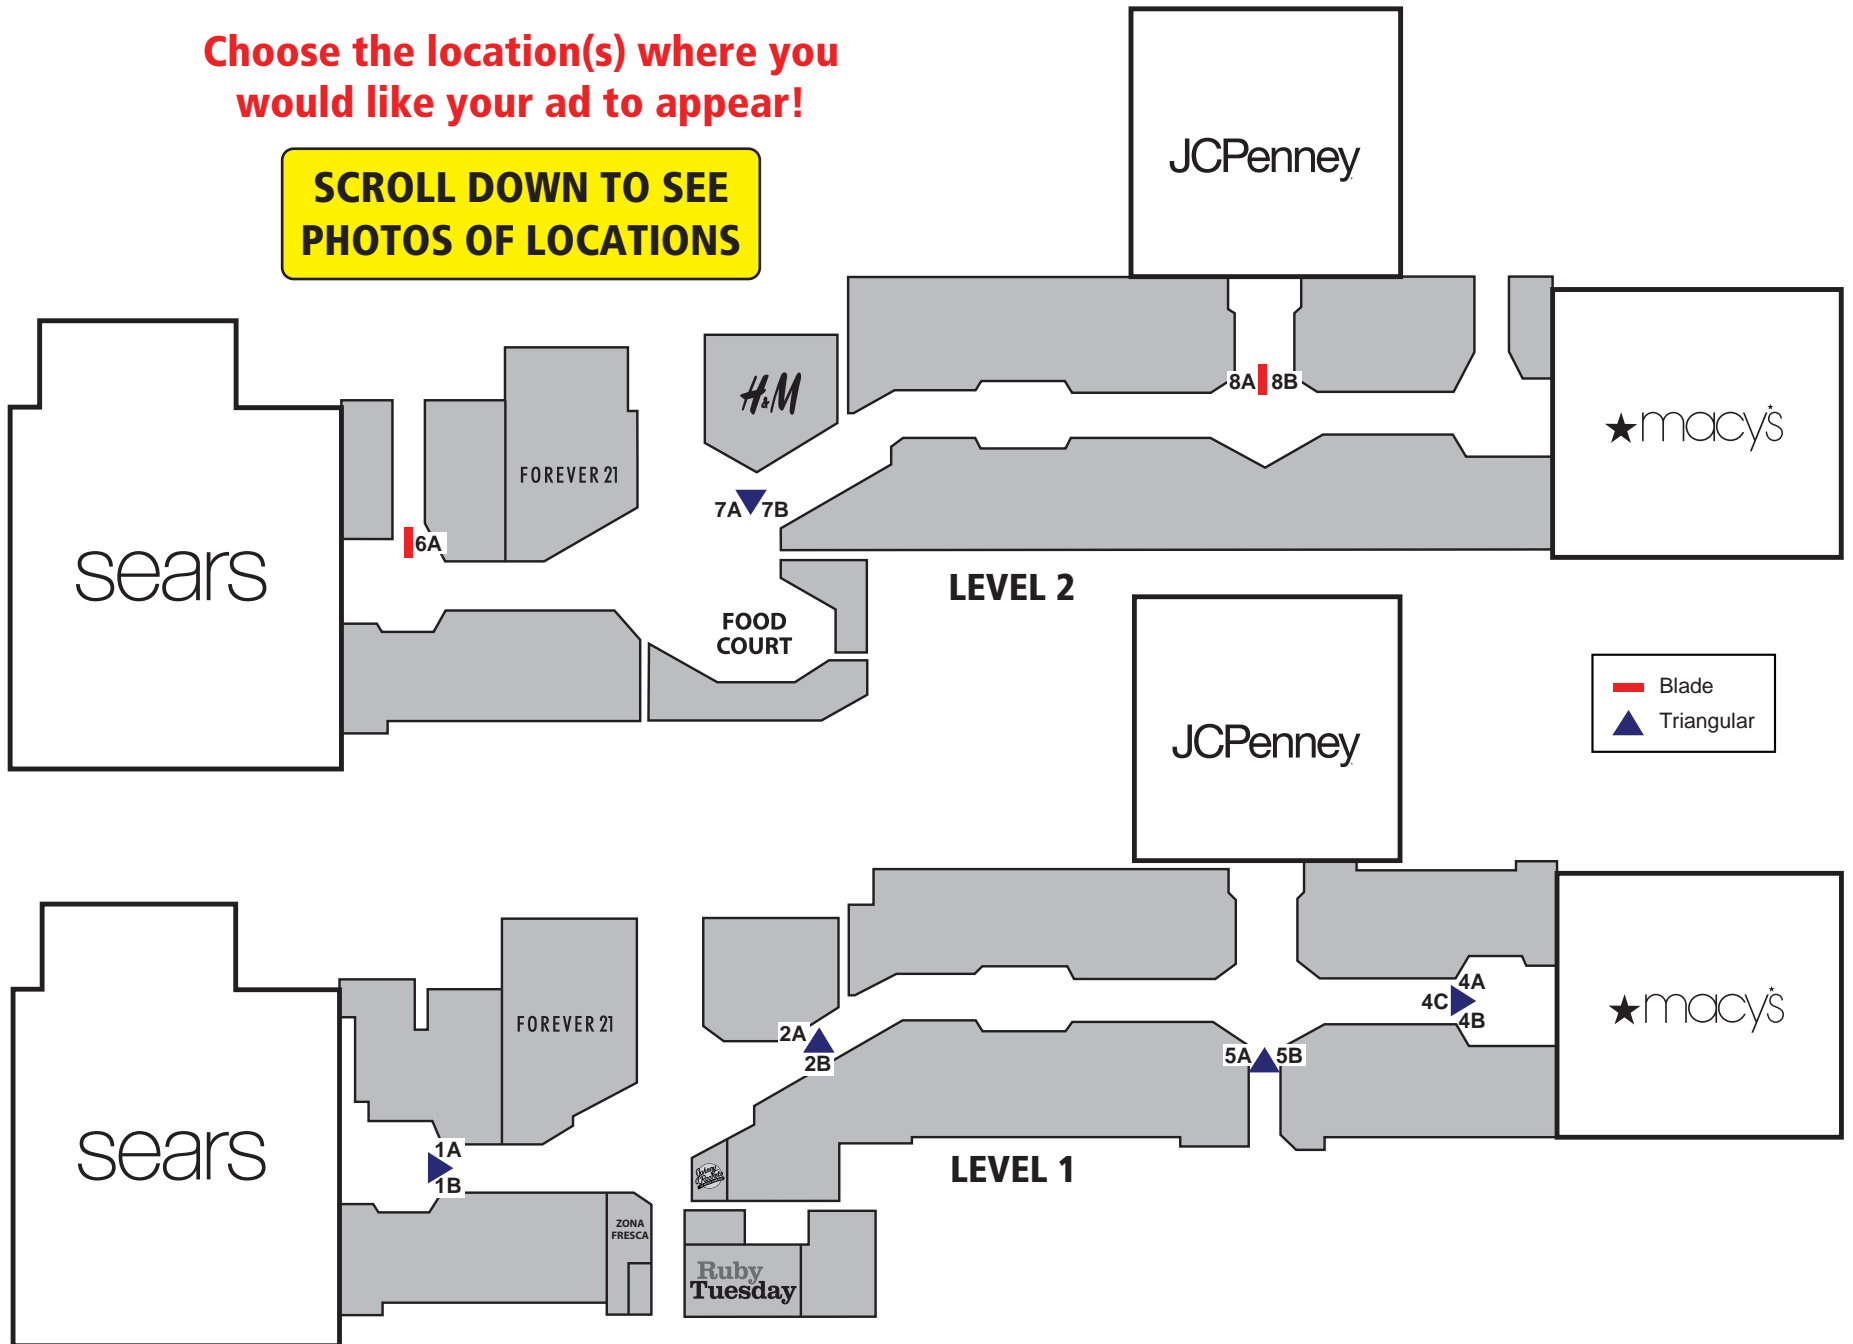 Choose the location(s) where you
would like your ad to appear!
SCROLL DOWN TO SEE
PHOTOS OF LOCATIONS
JCPenney
H&M
macy's
FOREVER 21
8A
8B
7A
7B
6A
sears
LEVEL 2
FOOD
COURT
Blade
Triangular
JCPenney
macy's
FOREVER 21
4A
4C
4B
2A
2B
5A
5B
sears
1A
1B
LEVEL 1
Johnny
Rockets
ZONA
FRESCA
Ruby
Tuesday